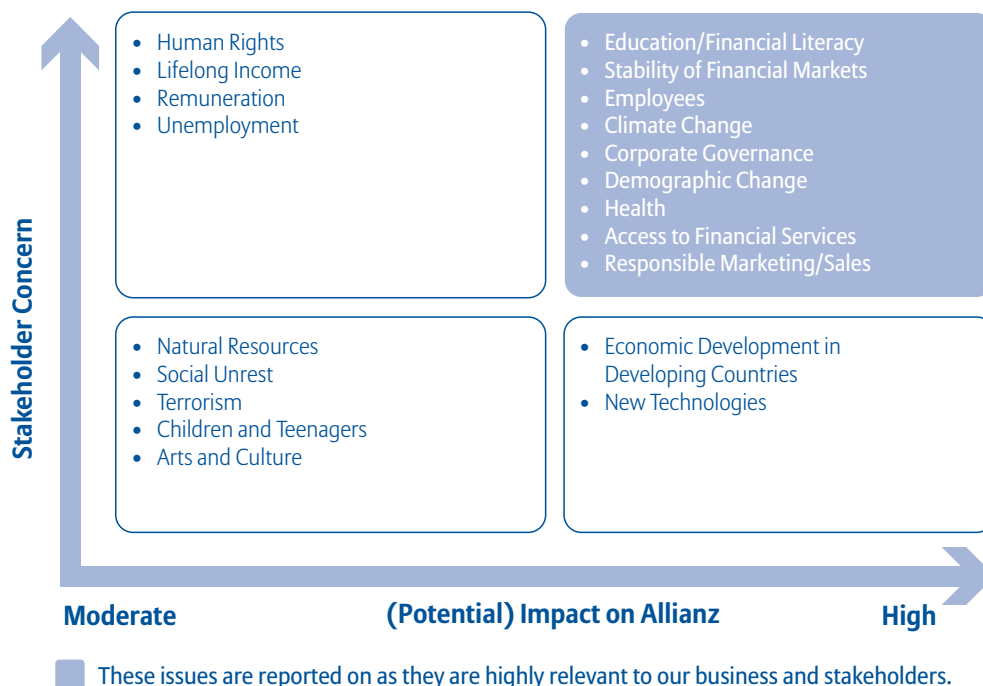 Stakeholder Concern
• Human Rights
• Lifelong Income
• Remuneration
• Unemployment
• Education/Financial Literacy
• Stability of Financial Markets
• Employees
• Climate Change
• Corporate Governance
• Demographic Change
• Health
• Access to Financial Services
• Responsible Marketing/Sales
• Natural Resources
• Social Unrest
• Terrorism
• Children and Teenagers
• Arts and Culture
• Economic Development in
Developing Countries
• New Technologies
Moderate
(Potential) Impact on Allianz
High
These issues are reported on as they are highly relevant to our business and stakeholders.